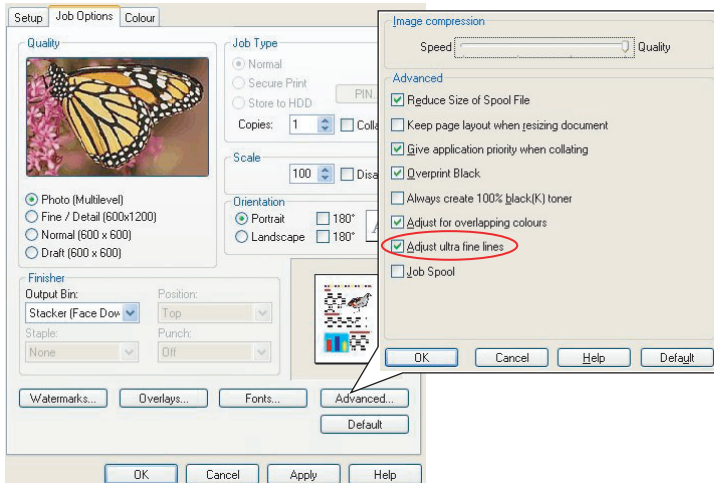 Setup Job Options Colour
Quality
Photo (Multilevel)
Fine / Detail (600x1200)
Normal (600 x 600)
Draft (600 x 600)
Job Type
Normal
Secure Print
Store to HDD
PIN...
Copies: 1
Scale
100
Orientation
Portrait 180°
Landscape 180°
Finisher
Output Bin: Position:
Stacker (Face Dow Top
Staple: Punch:
None Off
Watermarks... Overlays... Fonts... Advanced...
Default
OK Cancel Apply Help
Image compression
Speed Quality
Advanced
Reduce Size of Spool File
Keep page layout when resizing document
Give application priority when collating
Overprint Black
Always create 100% black(K) toner
Adjust for overlapping colours
Adjust ultra fine lines
Job Spool
OK Cancel Help Default